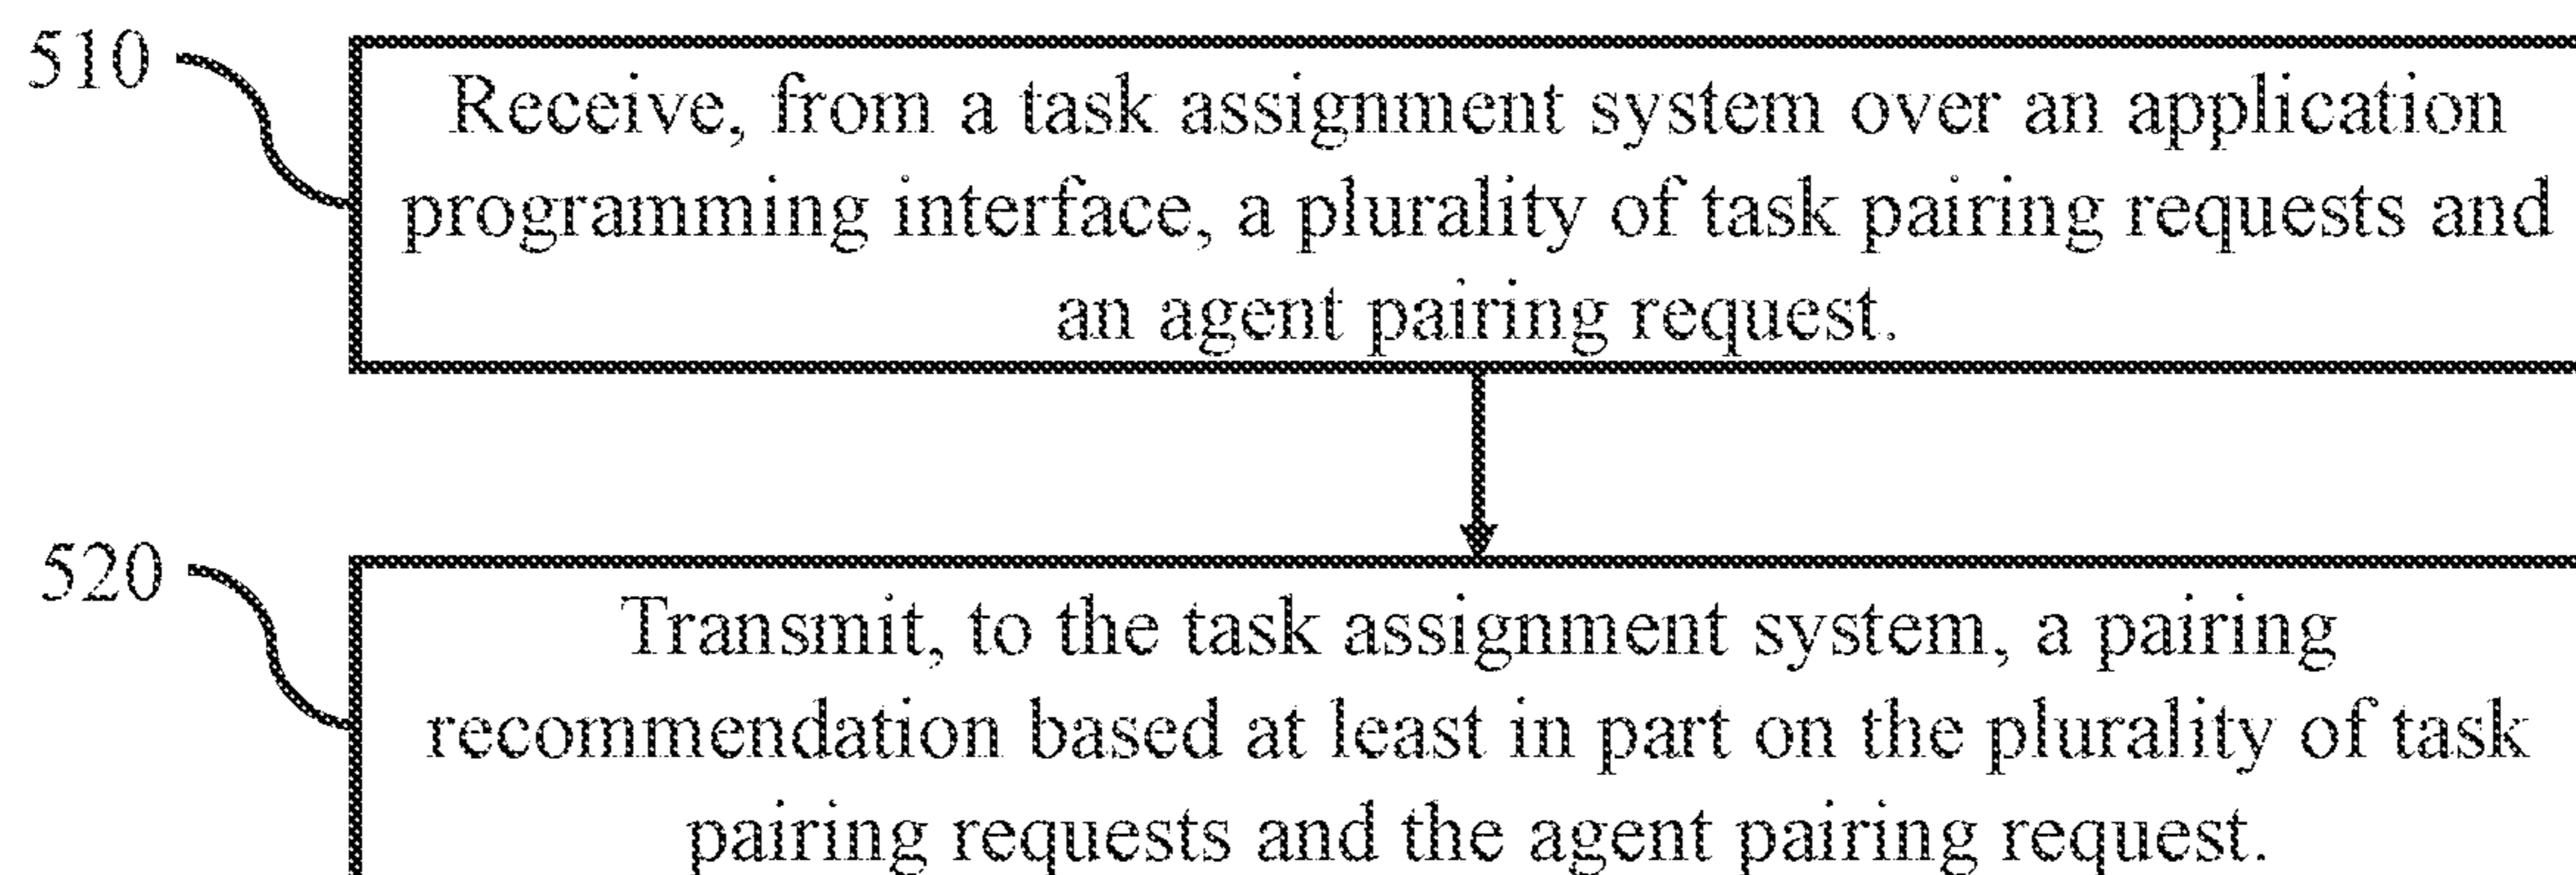 510
Receive, from a task assignment system over an application
programming interface, a plurality of task pairing requests and
an agent pairing request.
520
Transmit, to the task assignment system, a pairing
recommendation based at least in part on the plurality of task
pairing requests and the agent pairing request.